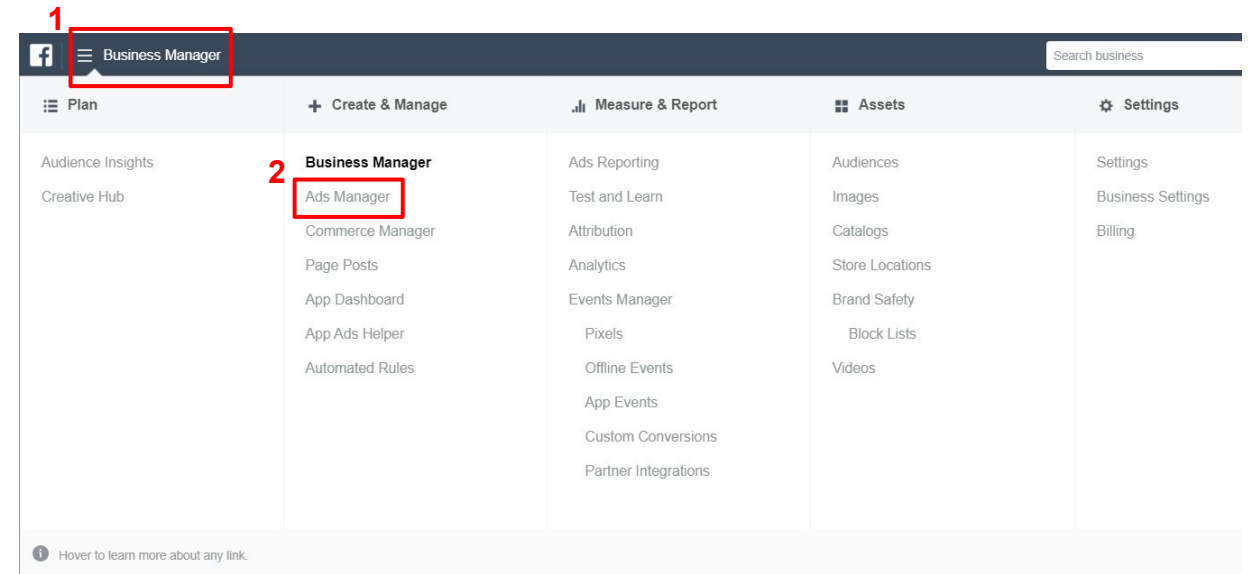 1
Business Manager
Search business
Plan
Create & Manage
Measure & Report
Assets
Settings
Audience Insights
Creative Hub
2
Business Manager
Ads Manager
Commerce Manager
Page Posts
App Dashboard
App Ads Helper
Automated Rules
Ads Reporting
Test and Learn
Attribution
Analytics
Events Manager
Pixels
Offline Events
App Events
Custom Conversions
Partner Integrations
Audiences
Images
Catalogs
Store Locations
Brand Safety
Block Lists
Videos
Settings
Business Settings
Billing
Hover to learn more about any link.